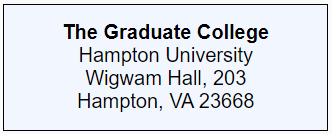 The Graduate College
Hampton University
Wigwam Hall, 203
Hampton, VA 23668